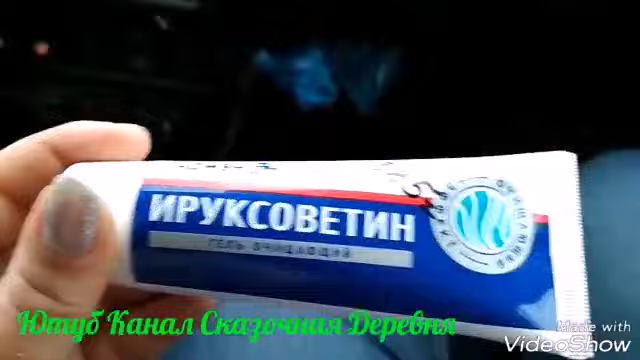 ИРУКСОВЕТИН
ГЕЛЬ ОЧИЩАЮЩИЙ
Ютуб Канал Сказочная Деревня
Made with
VideoShow